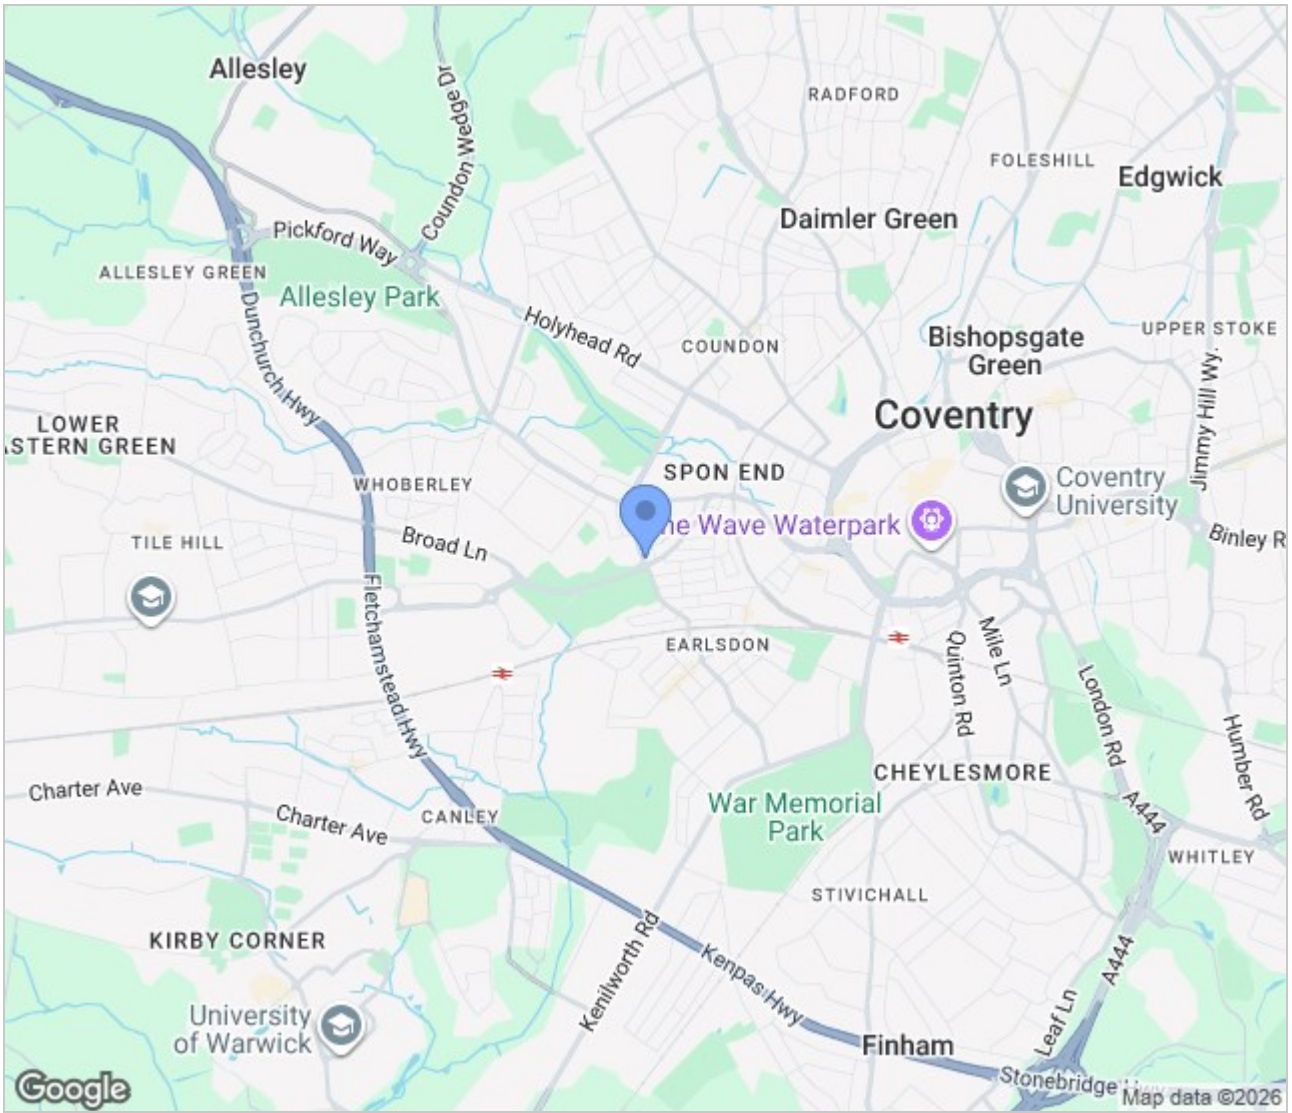 Allesley
Coundon Wedge Dr
RADFORD
FOLESHILL
Edgwick
Daimler Green
Pickford Way
ALLESLEY GREEN
Allesley Park
Dunchurch Hwy
Holyhead Rd
COUNDON
Bishopsgate
Green
UPPER STOKE
Jimmy Hill Wy.
LOWER
ASTERN GREEN
Coventry
SPON END
WHOBERLEY
Coventry
University
he Wave Waterpark
Binley R
TILE HILL
Broad Ln
Fletchamstead Hwy
EARLSDON
Mile Ln
Quinton Rd
London Rd
Humber Rd
CHEYLESMORE
Charter Ave
Charter Ave
CANLEY
War Memorial
Park
A444
WHITLEY
STIVICHALL
KIRBY CORNER
Kenilworth Rd
Kenpas Hwy
A444
University
of Warwick
Leaf Ln
Finham
Stonebridge Hwy
Google
Map data ©2026